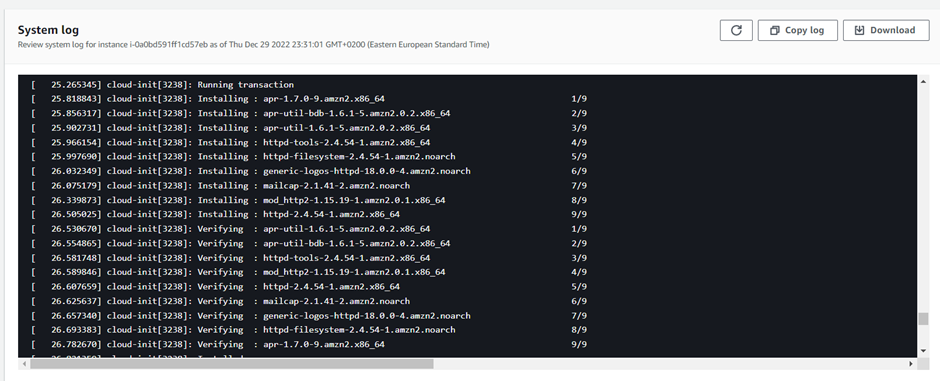 System log
Review system log for instance i-0a0bd591ff1cd57eb as of Thu Dec 29 2022 23:31:01 GMT+0200 (Eastern European Standard Time)
Copy log
Download
[ 25.265345] cloud-init[3238]: Running transaction
[ 25.818843] cloud-init[3238]: Installing : apr-1.7.0-9.amzn2.x86_64 1/9
[ 25.856317] cloud-init[3238]: Installing : apr-util-bdb-1.6.1-5.amzn2.0.2.x86_64 2/9
[ 25.902731] cloud-init[3238]: Installing : apr-util-1.6.1-5.amzn2.0.2.x86_64 3/9
[ 25.966154] cloud-init[3238]: Installing : httpd-tools-2.4.54-1.amzn2.x86_64 4/9
[ 25.997690] cloud-init[3238]: Installing : httpd-filesystem-2.4.54-1.amzn2.noarch 5/9
[ 26.032349] cloud-init[3238]: Installing : generic-logos-httpd-18.0.0-4.amzn2.noarch 6/9
[ 26.075179] cloud-init[3238]: Installing : mailcap-2.1.41-2.amzn2.noarch 7/9
[ 26.339873] cloud-init[3238]: Installing : mod_http2-1.15.19-1.amzn2.0.1.x86_64 8/9
[ 26.505025] cloud-init[3238]: Installing : httpd-2.4.54-1.amzn2.x86_64 9/9
[ 26.530670] cloud-init[3238]: Verifying : apr-util-1.6.1-5.amzn2.0.2.x86_64 1/9
[ 26.554865] cloud-init[3238]: Verifying : apr-util-bdb-1.6.1-5.amzn2.0.2.x86_64 2/9
[ 26.581748] cloud-init[3238]: Verifying : httpd-tools-2.4.54-1.amzn2.x86_64 3/9
[ 26.589846] cloud-init[3238]: Verifying : mod_http2-1.15.19-1.amzn2.0.1.x86_64 4/9
[ 26.607659] cloud-init[3238]: Verifying : httpd-2.4.54-1.amzn2.x86_64 5/9
[ 26.625637] cloud-init[3238]: Verifying : mailcap-2.1.41-2.amzn2.noarch 6/9
[ 26.657340] cloud-init[3238]: Verifying : generic-logos-httpd-18.0.0-4.amzn2.noarch 7/9
[ 26.693383] cloud-init[3238]: Verifying : httpd-filesystem-2.4.54-1.amzn2.noarch 8/9
[ 26.782670] cloud-init[3238]: Verifying : apr-1.7.0-9.amzn2.x86_64 9/9